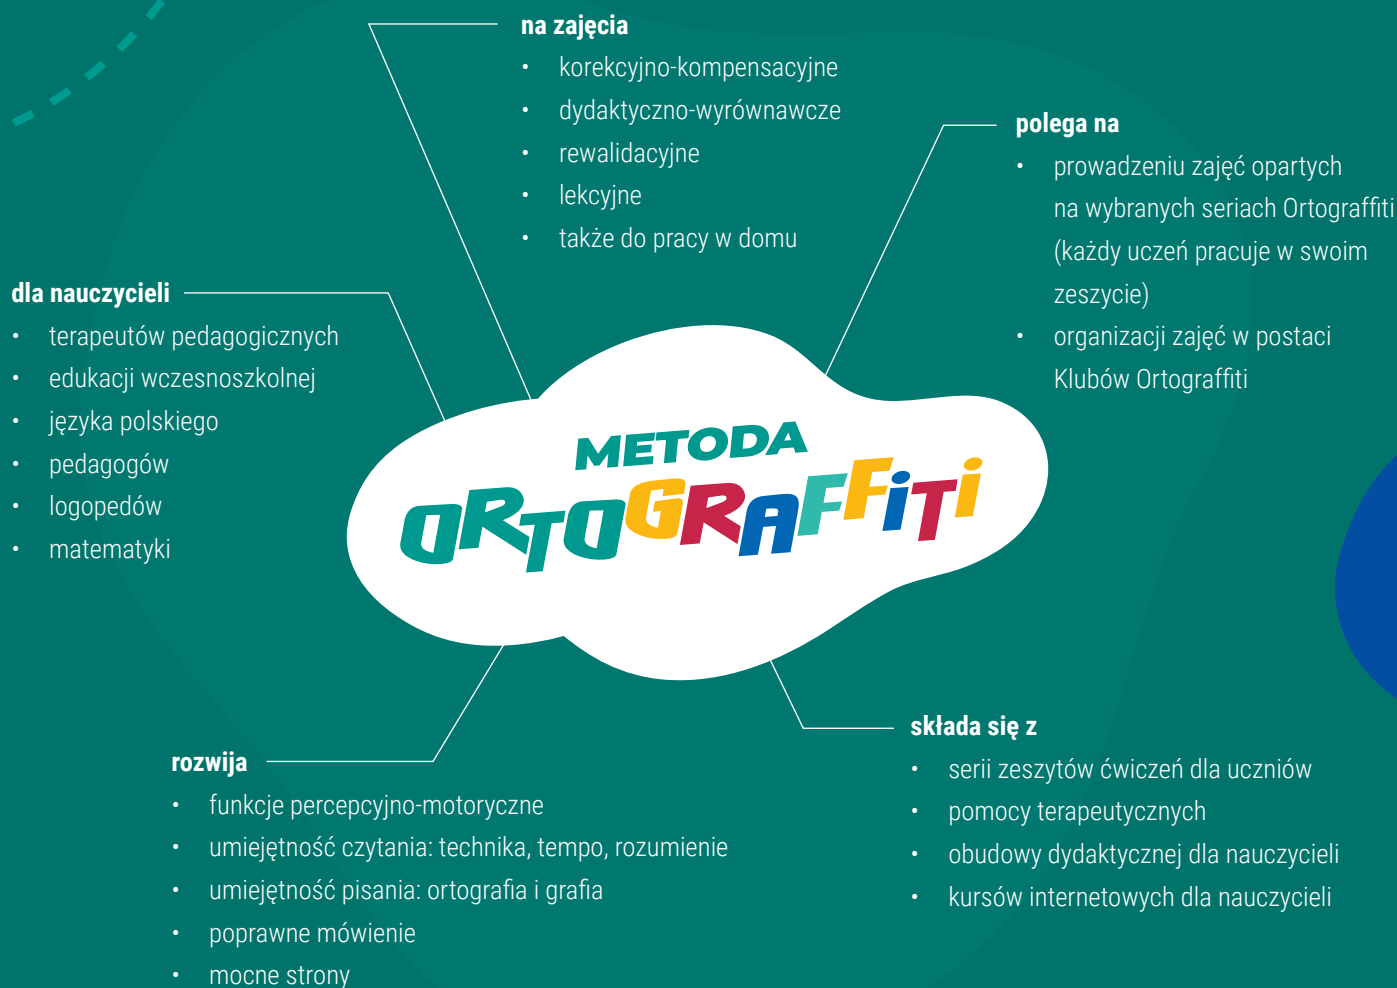 na zajęcia
• korekcyjno-kompensacyjne
• dydaktyczno-wyrównawcze
• rewalidacyjne
• lekcyjne
• także do pracy w domu
polega na
• prowadzeniu zajęć opartych
na wybranych seriach Ortograffiti
(każdy uczeń pracuje w swoim
zeszycie)
• organizacji zajęć w postaci
Klubów Ortograffiti
dla nauczycieli
• terapeutów pedagogicznych
• edukacji wczesnoszkolnej
• języka polskiego
• pedagogów
• logopedów
• matematyki
METODA
ORTOGRAFFiTi
rozwija
• funkcje percepcyjno-motoryczne
• umiejętność czytania: technika, tempo, rozumienie
• umiejętność pisania: ortografia i grafia
• poprawne mówienie
• mocne strony
składa się z
• serii zeszytów ćwiczeń dla uczniów
• pomocy terapeutycznych
• obudowy dydaktycznej dla nauczycieli
• kursów internetowych dla nauczycieli